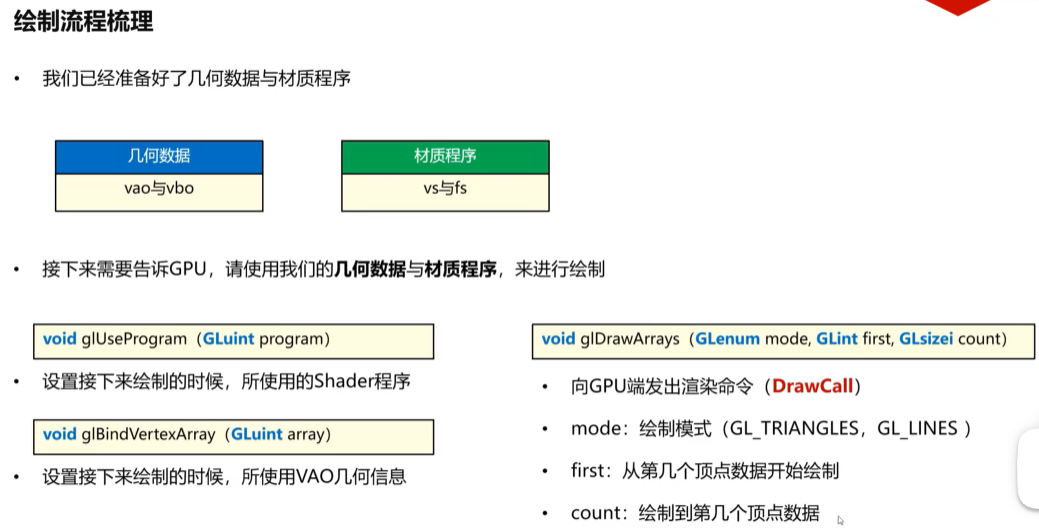 绘制流程梳理
• 我们已经准备好了几何数据与材质程序
几何数据
vao与vbo
材质程序
vs与fs
• 接下来需要告诉GPU，请使用我们的几何数据与材质程序，来进行绘制
void glUseProgram（GLuint program）
• 设置接下来绘制的时候，所使用的Shader程序
void glBindVertexArray（GLuint array）
• 设置接下来绘制的时候，所使用VAO几何信息
void glDrawArrays（GLenum mode, GLint first, GLsizei count）
• 向GPU端发出渲染命令（DrawCall）
• mode：绘制模式（GL_TRIANGLES，GL_LINES ）
• first：从第几个顶点数据开始绘制
• count：绘制到第几个顶点数据